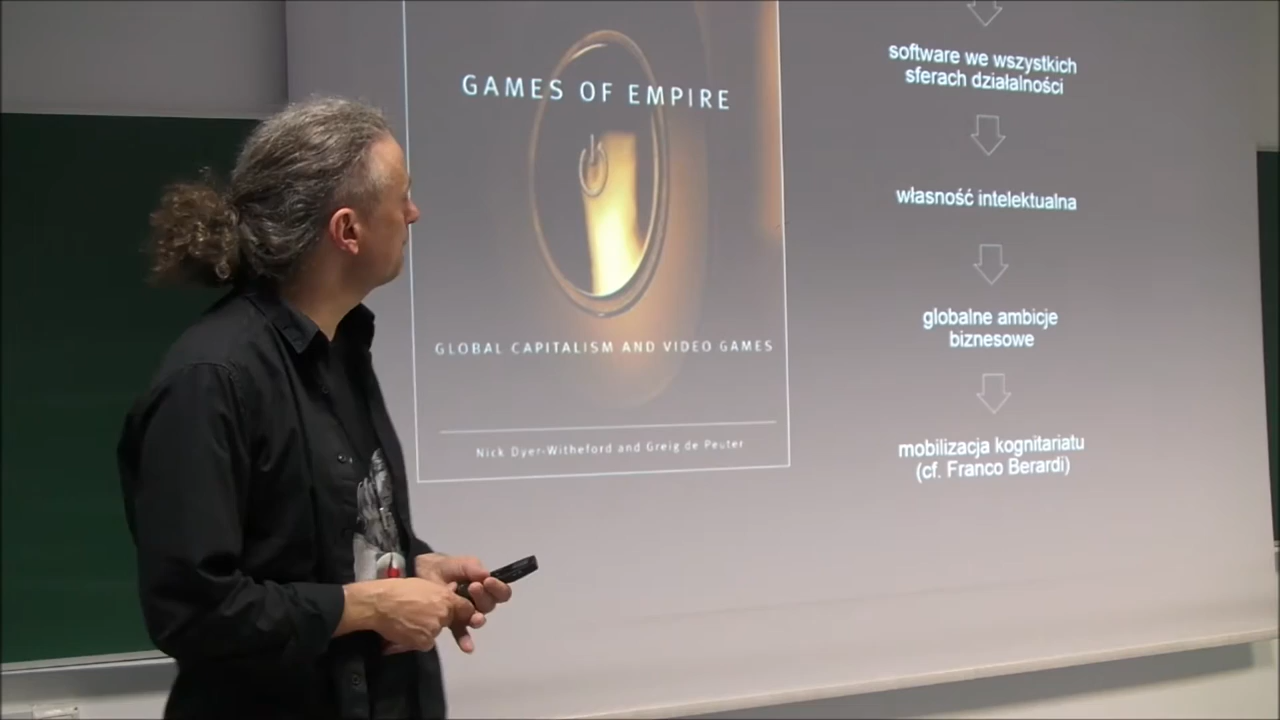 GAMES OF EMPIRE
GLOBAL CAPITALISM AND VIDEO GAMES
Nick Dyer-Witheford and Greig de Peuter
software we wszystkich
sferach działalności
własność intelektualna
globalne ambicje
biznesowe
mobilizacja kognitariatu
(cf. Franco Berardi)